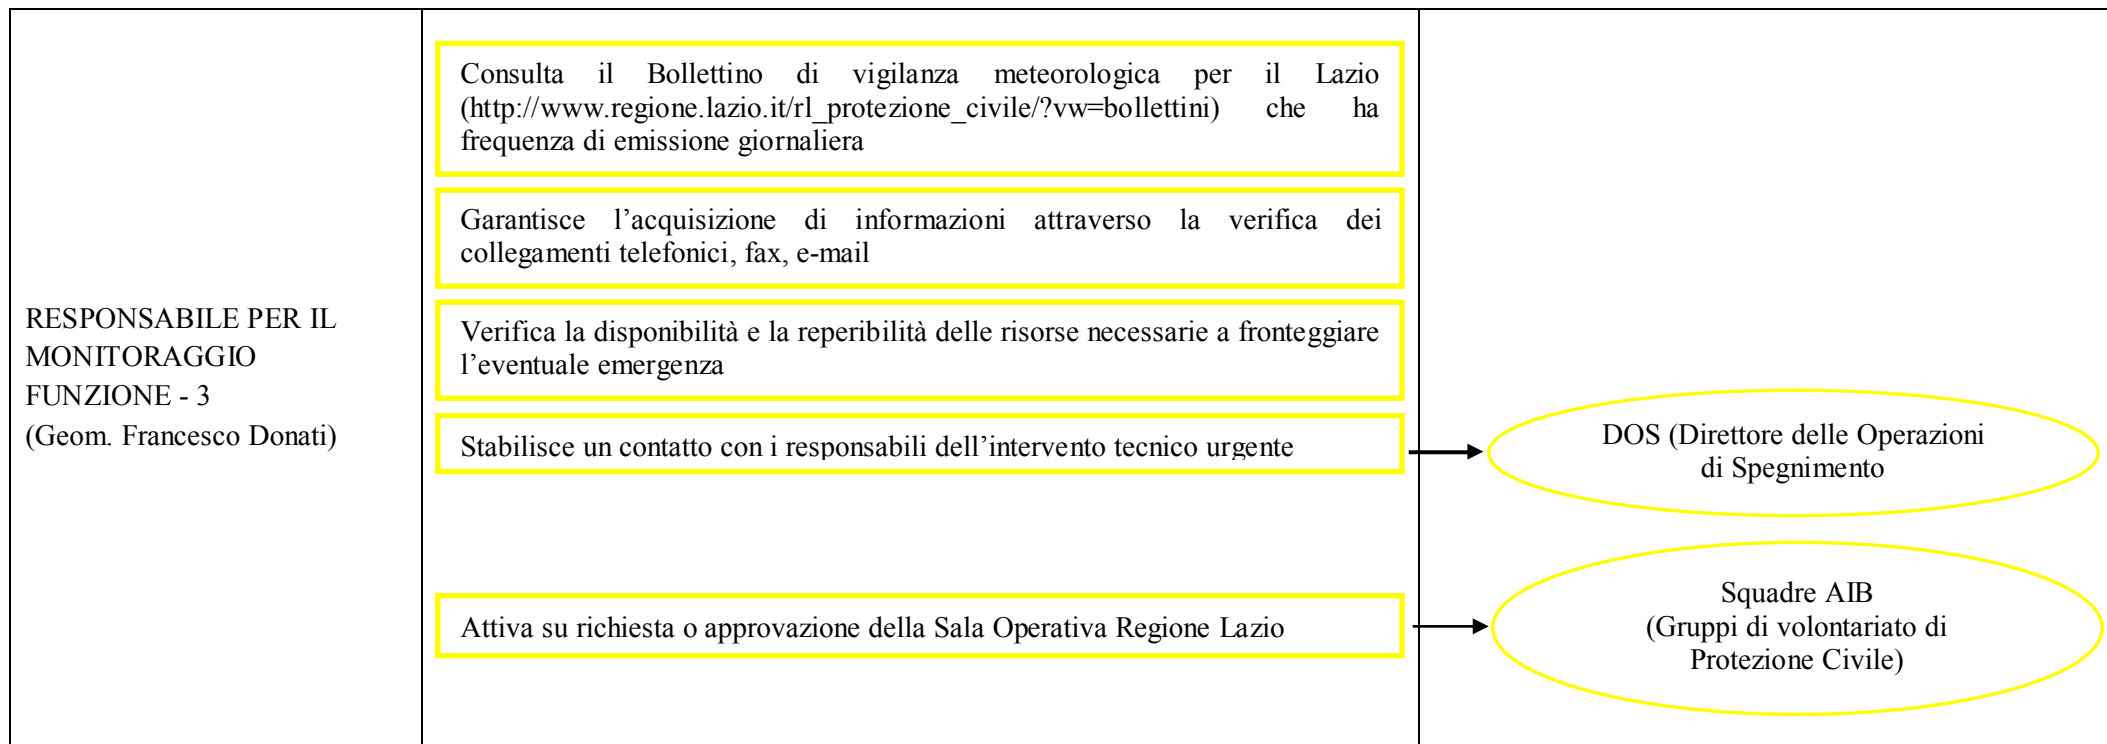 RESPONSABILE PER IL
MONITORAGGIO
FUNZIONE - 3
(Geom. Francesco Donati)
Consulta il Bollettino di vigilanza meteorologica per il Lazio
(http://www.regione.lazio.it/rl_protezione_civile/?vw=bollettini) che ha
frequenza di emissione giornaliera
Garantisce l’acquisizione di informazioni attraverso la verifica dei
collegamenti telefonici, fax, e-mail
Verifica la disponibilità e la reperibilità delle risorse necessarie a fronteggiare
l’eventuale emergenza
Stabilisce un contatto con i responsabili dell’intervento tecnico urgente
DOS (Direttore delle Operazioni
di Spegnimento
Attiva su richiesta o approvazione della Sala Operativa Regione Lazio
Squadre AIB
(Gruppi di volontariato di
Protezione Civile)